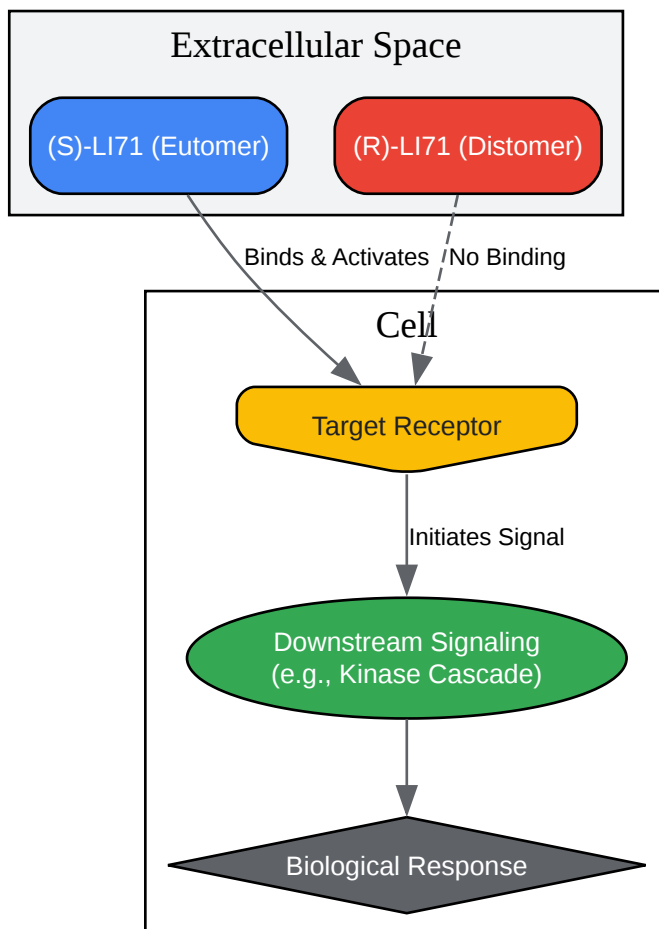 Extracellular Space
(S)-LI71 (Eutomer)
(R)-LI71 (Distomer)
Binds & Activates
No Binding
Cell
Target Receptor
Initiates Signal
Downstream Signaling
(e.g., Kinase Cascade)
Biological Response